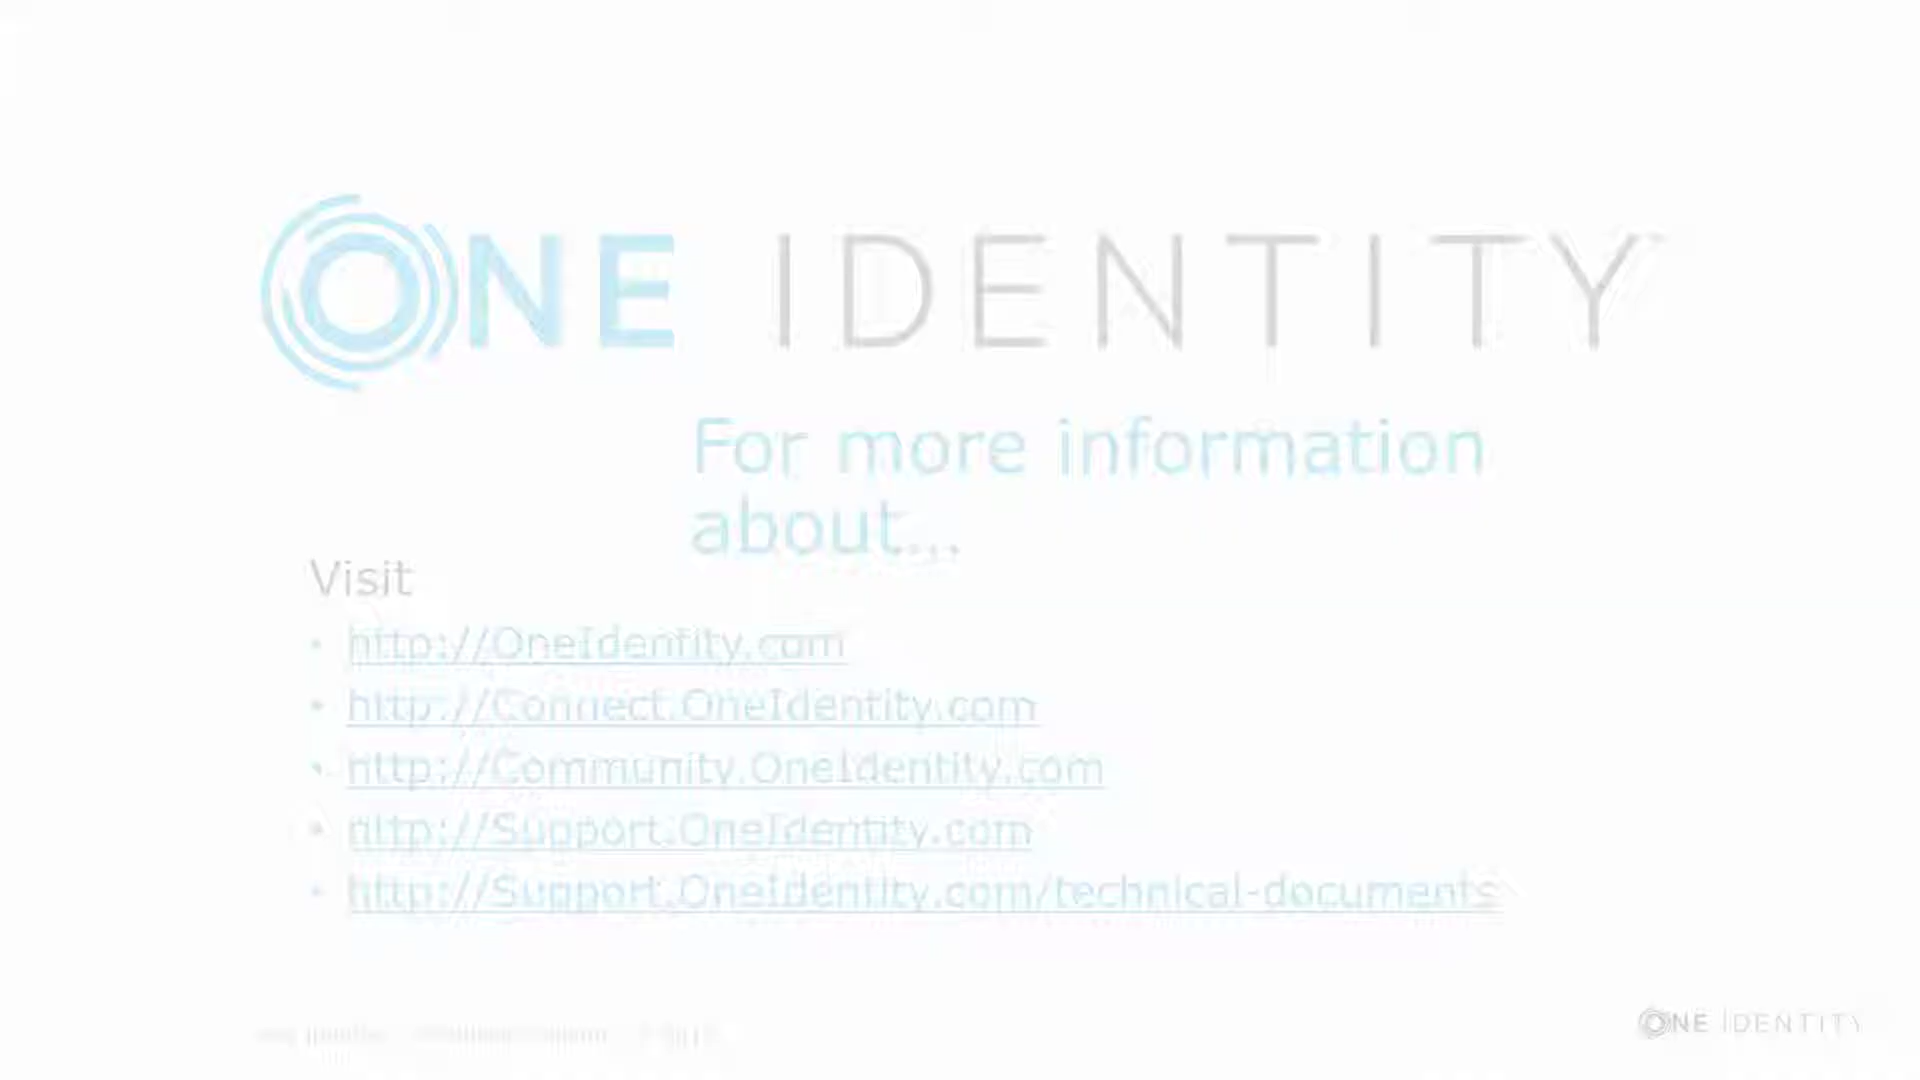 ONE IDENTITY
For more information
about...
Visit
• http://OneIdentity.com
• http://Connect.OneIdentity.com
• http://Community.OneIdentity.com
• http://Support.OneIdentity.com
• http://Support.OneIdentity.com/technical-documents
ONE IDENTITY